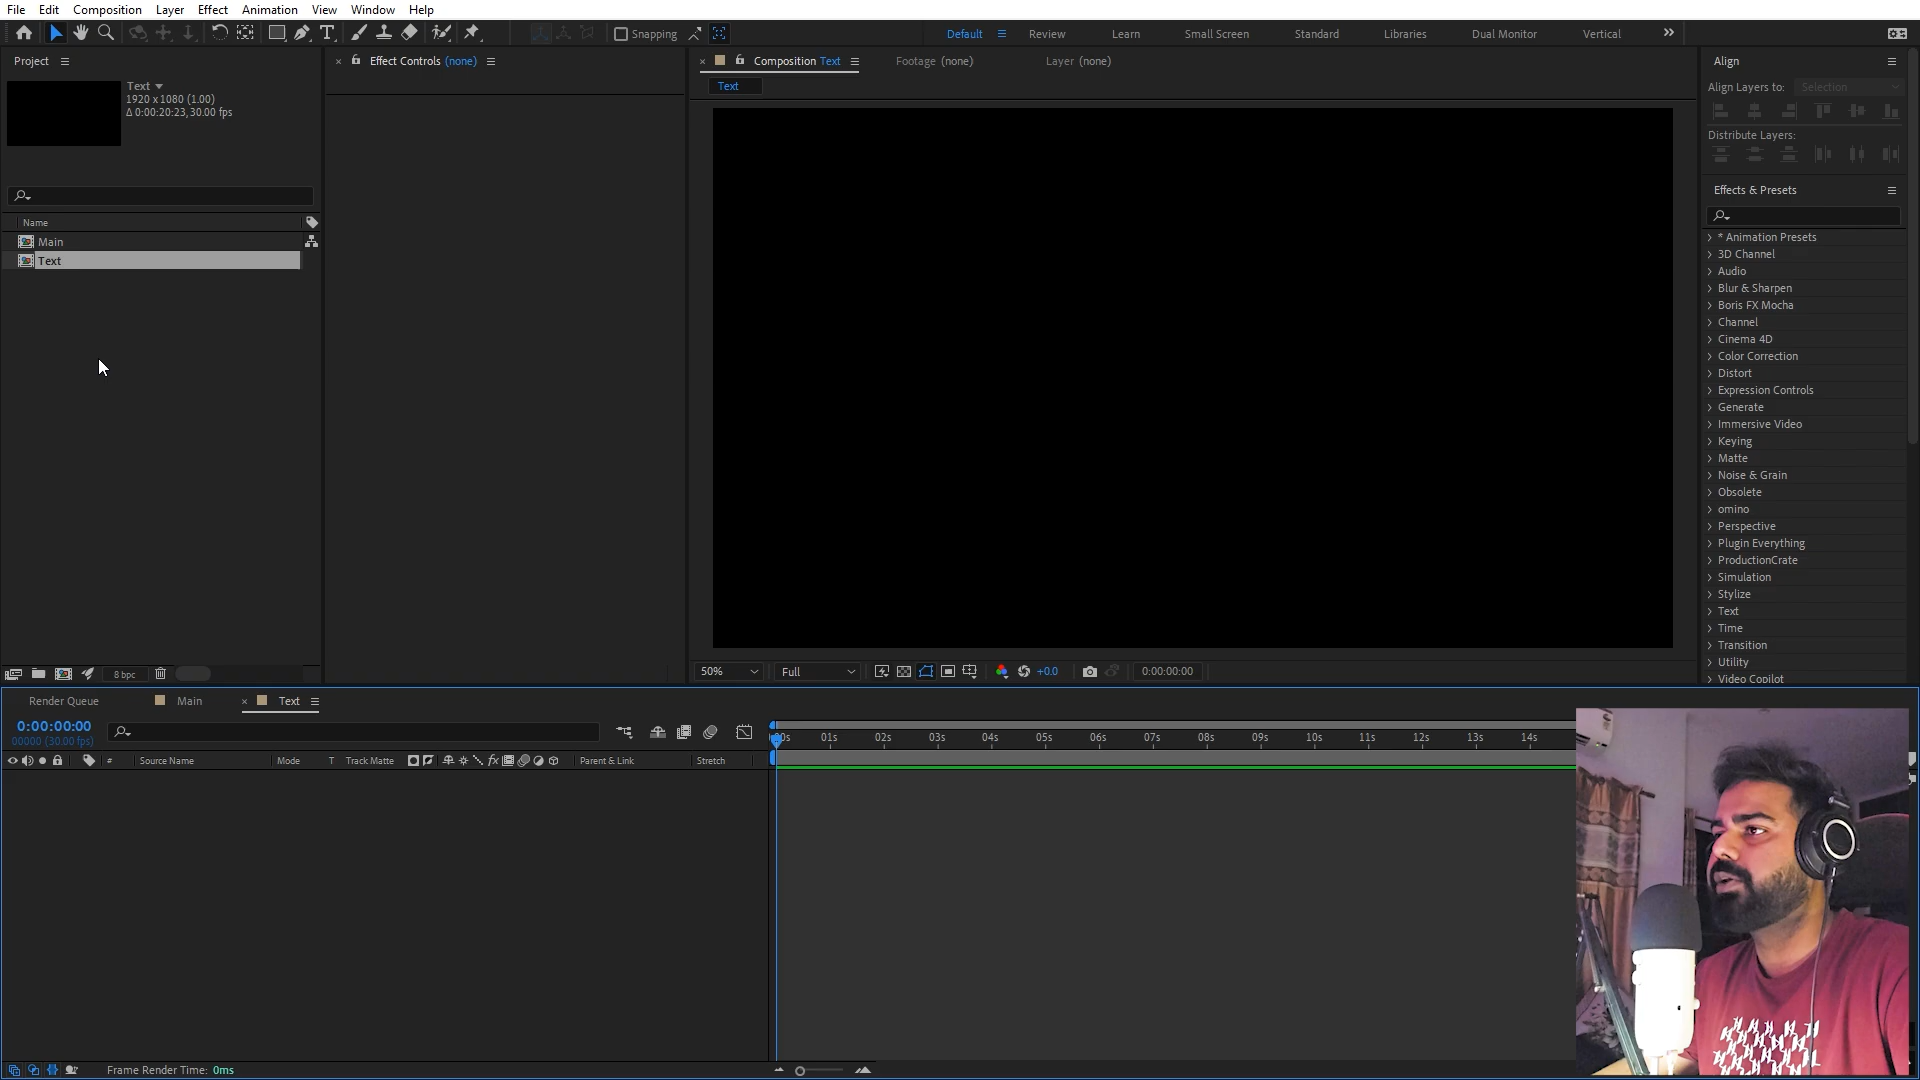 File Edit Composition Layer Effect Animation View Window Help
Snapping
Default Review Learn Small Screen Standard Libraries Dual Monitor Vertical
Project
Effect Controls (none)
Composition Text
Footage (none)
Layer (none)
Align
Text
1920 x 1080 (1.00)
Δ 0:00:20:23, 30.00 fps
Text
Align Layers to: Selection
Distribute Layers:
Effects & Presets
Name
Main
Text
* Animation Presets
3D Channel
Audio
Blur & Sharpen
Boris FX Mocha
Channel
Cinema 4D
Color Correction
Distort
Expression Controls
Generate
Immersive Video
Keying
Matte
Noise & Grain
Obsolete
omino
Perspective
Plugin Everything
ProductionCrate
Simulation
Stylize
Text
Time
Transition
Utility
Video Copilot
8 bpc
50% Full +0.0 0:00:00:00
Render Queue Main Text
0:00:00:00
00000 (30.00 fps)
00s 01s 02s 03s 04s 05s 06s 07s 08s 09s 10s 11s 12s 13s 14s
# Source Name Mode T Track Matte fx Parent & Link Stretch
Frame Render Time: 0ms